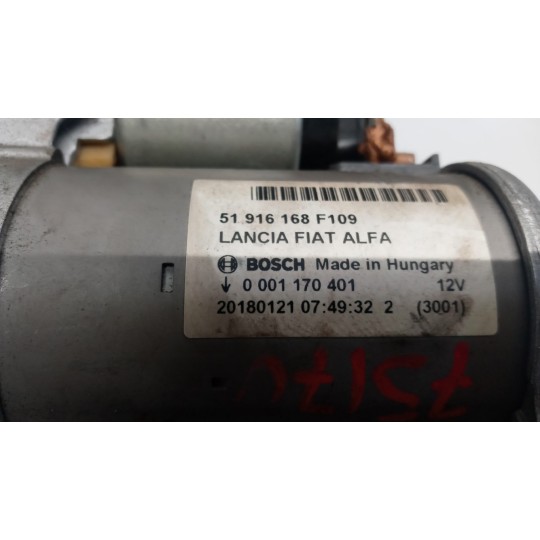 51 916 168 F109
LANCIA FIAT ALFA
BOSCH Made in Hungary
↓ 0 001 170 401 12V
20180121 07:49:32 2 (3001)